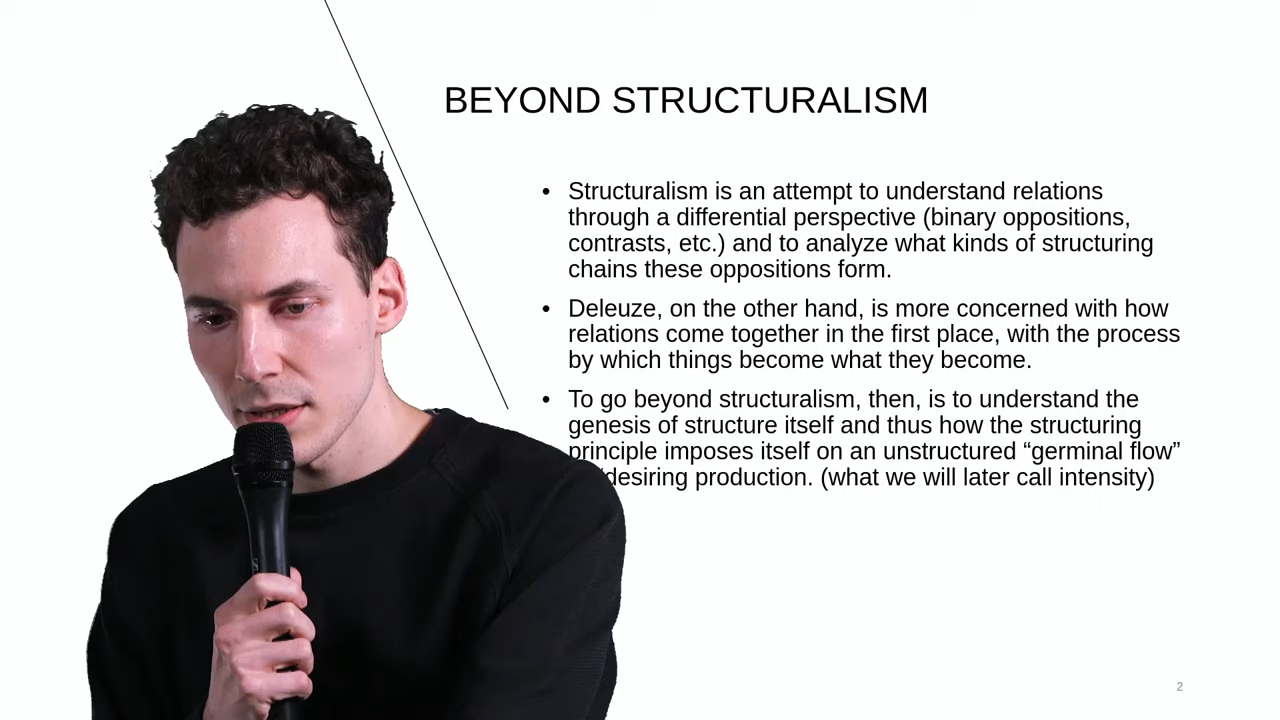 BEYOND STRUCTURALISM
• Structuralism is an attempt to understand relations
through a differential perspective (binary oppositions,
contrasts, etc.) and to analyze what kinds of structuring
chains these oppositions form.
• Deleuze, on the other hand, is more concerned with how
relations come together in the first place, with the process
by which things become what they become.
• To go beyond structuralism, then, is to understand the
genesis of structure itself and thus how the structuring
principle imposes itself on an unstructured “germinal flow”
desiring production. (what we will later call intensity)
2